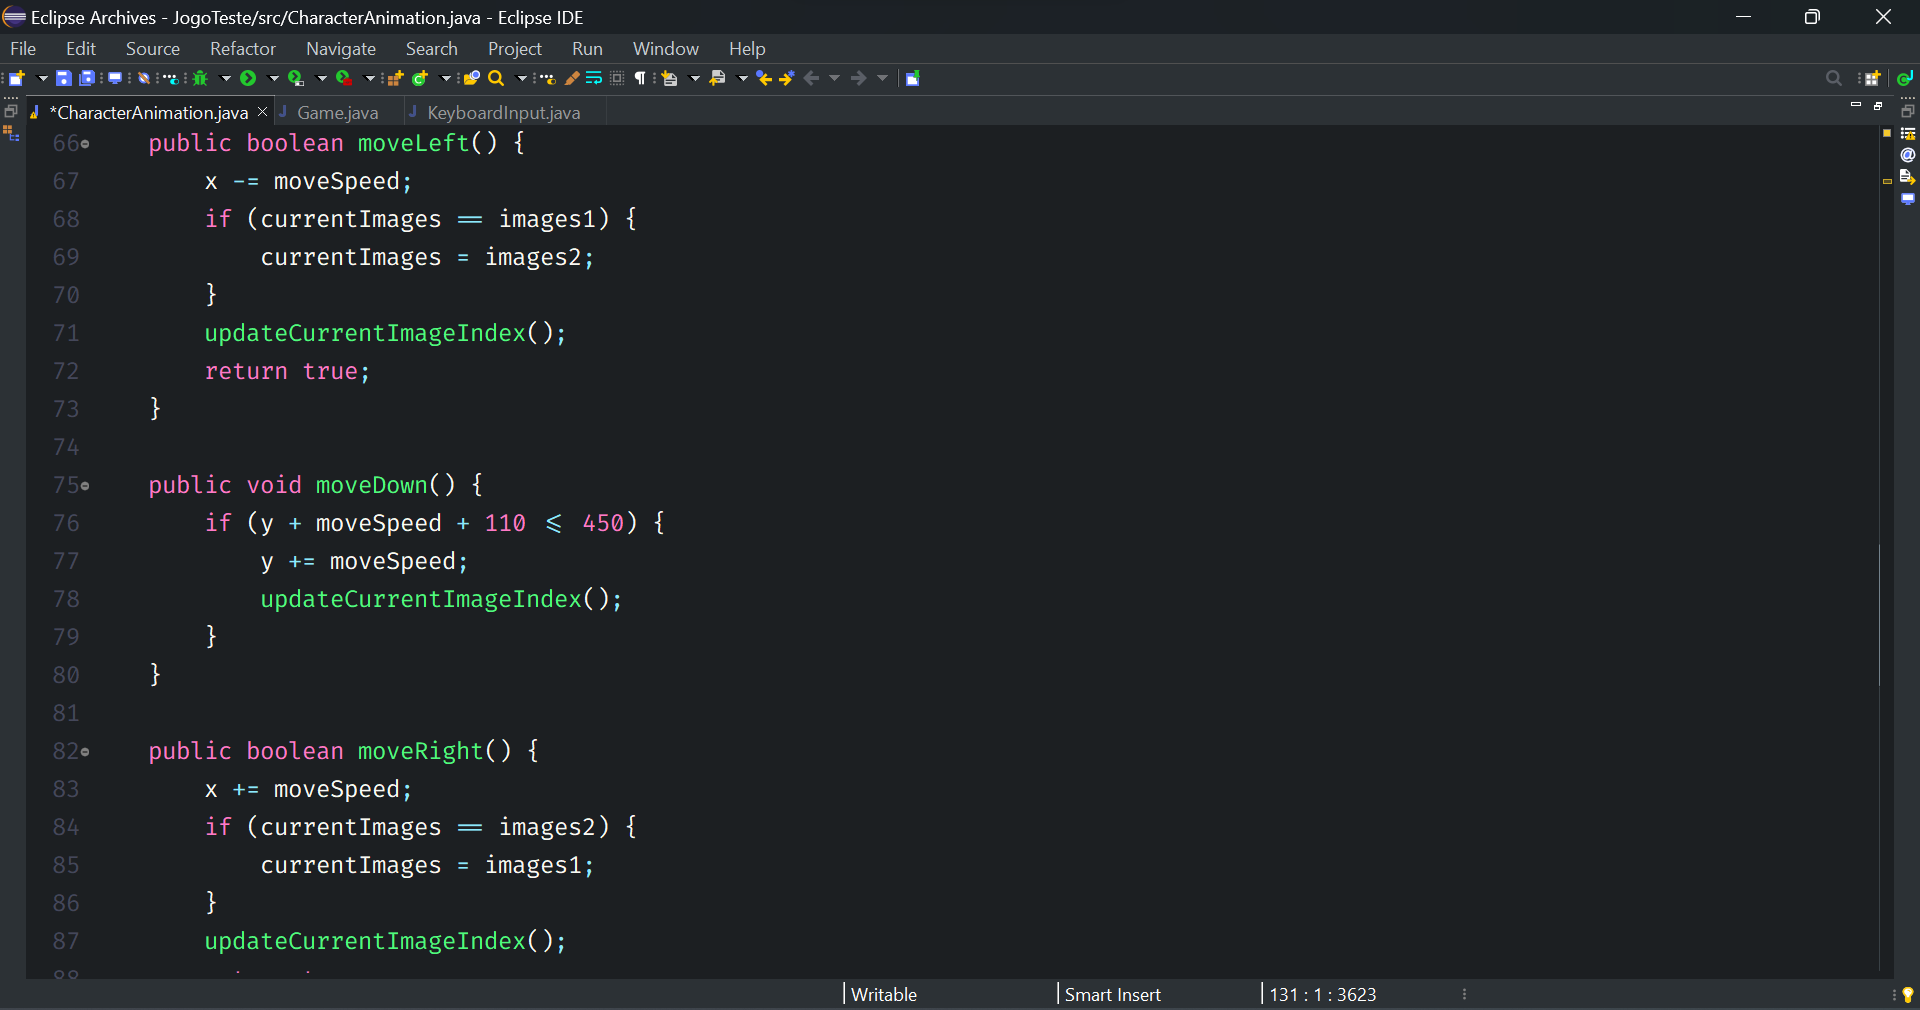 Eclipse Archives - JogoTeste/src/CharacterAnimation.java - Eclipse IDE
File Edit Source Refactor Navigate Search Project Run Window Help
*CharacterAnimation.java Game.java KeyboardInput.java
66 public boolean moveLeft() {
67 x -= moveSpeed;
68 if (currentImages == images1) {
69 currentImages = images2;
70 }
71 updateCurrentImageIndex();
72 return true;
73 }
74
75 public void moveDown() {
76 if (y + moveSpeed + 110 <= 450) {
77 y += moveSpeed;
78 updateCurrentImageIndex();
79 }
80 }
81
82 public boolean moveRight() {
83 x += moveSpeed;
84 if (currentImages == images2) {
85 currentImages = images1;
86 }
87 updateCurrentImageIndex();
88
Writable Smart Insert 131 : 1 : 3623